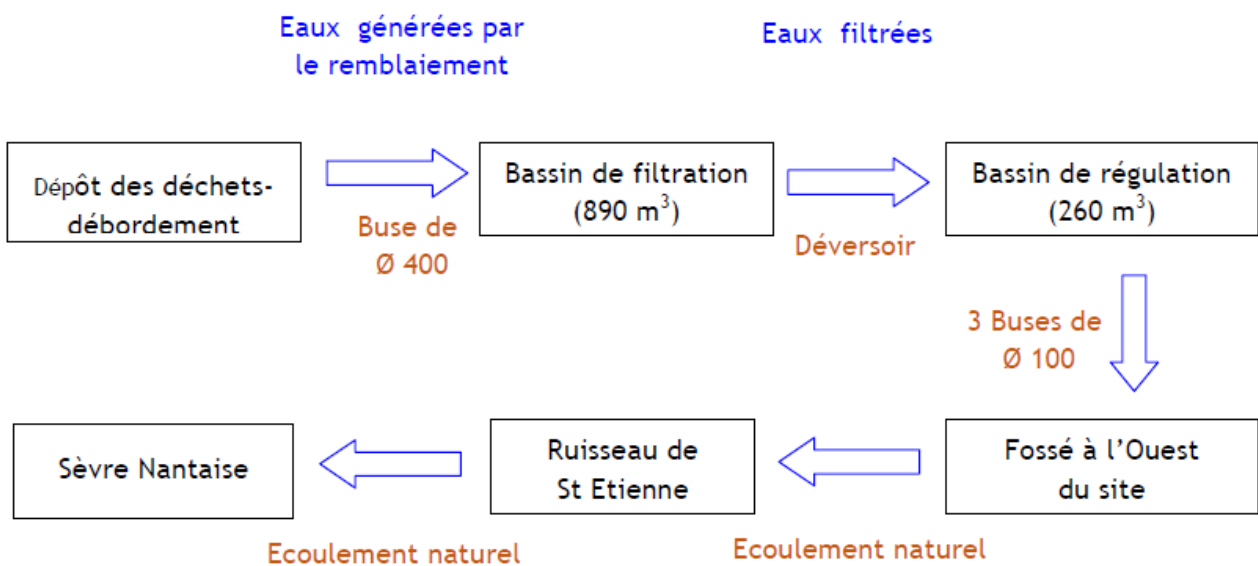 Eaux générées par
le remblaiement
Eaux filtrées
Dépôt des déchets-
débordement
Buse de
Ø 400
Bassin de filtration
(890 m³)
Déversoir
Bassin de régulation
(260 m³)
3 Buses de
Ø 100
Fossé à l'Ouest
du site
Ecoulement naturel
Ruisseau de
St Etienne
Ecoulement naturel
Sèvre Nantaise